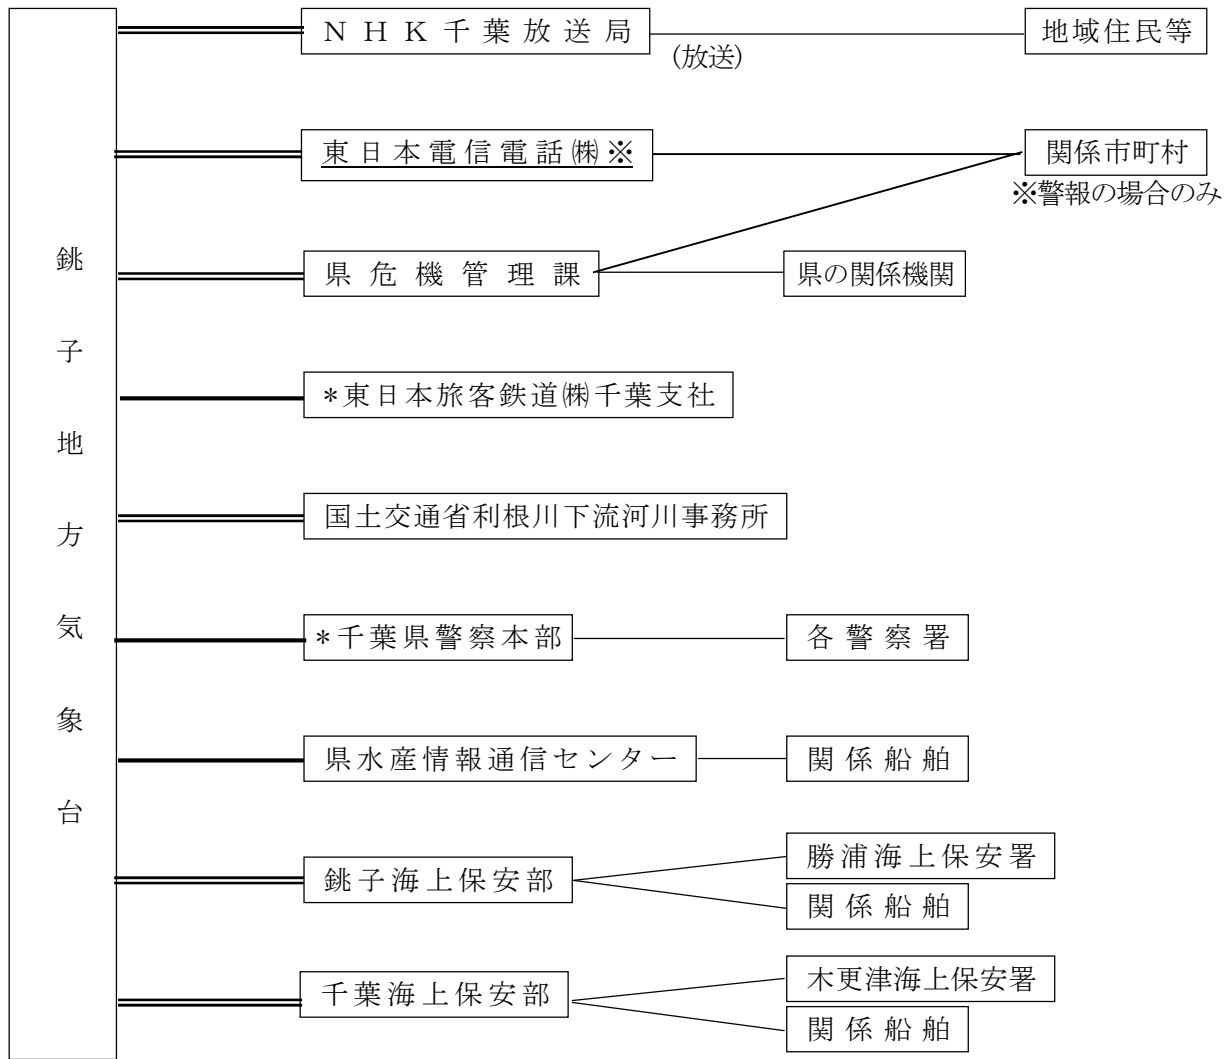 銚子地方気象台
NHK千葉放送局
(放送)
地域住民等
東日本電信電話㈱※
関係市町村
※警報の場合のみ
県危機管理課
県の関係機関
*東日本旅客鉄道㈱千葉支社
国土交通省利根川下流河川事務所
*千葉県警察本部
各警察署
県水産情報通信センター
関係船舶
銚子海上保安部
勝浦海上保安署
関係船舶
千葉海上保安部
木更津海上保安署
関係船舶